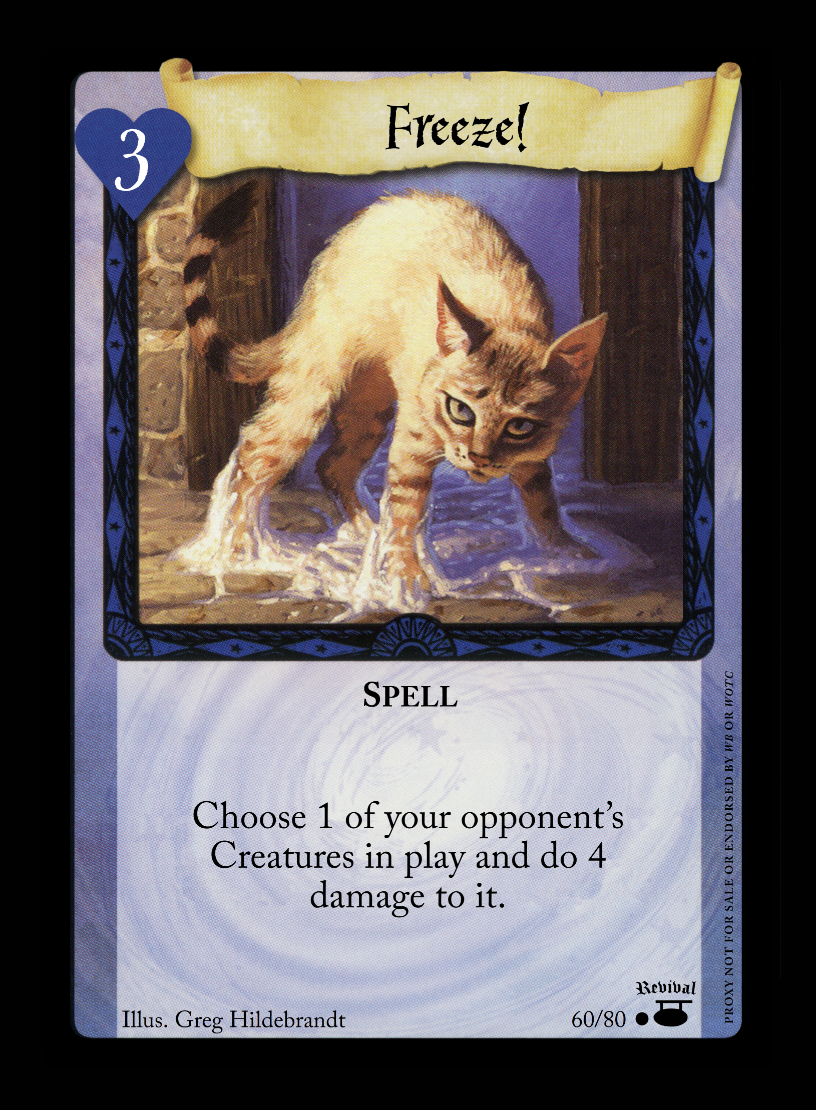 Freeze!
3
SPELL
Choose 1 of your opponent's
Creatures in play and do 4
damage to it.
PROXY NOT FOR SALE OR ENDORSED BY WB OR WOTC
Revival
Illus. Greg Hildebrandt
60/80